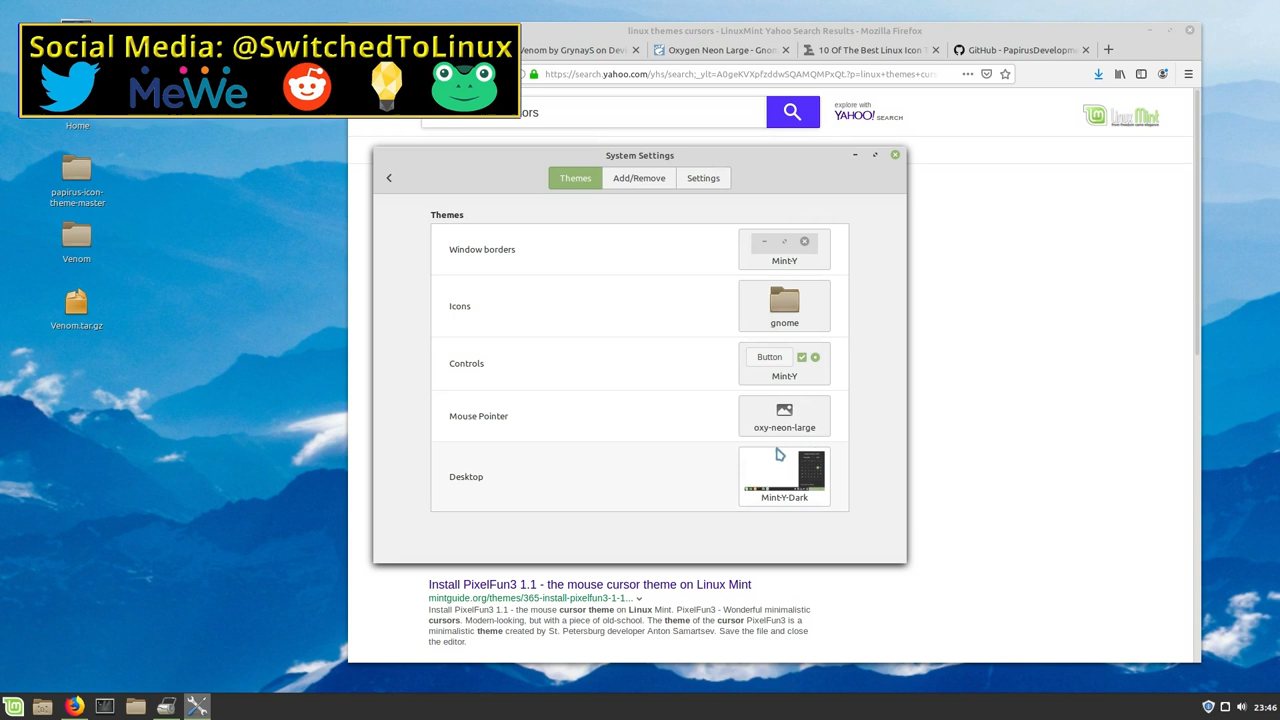 Social Media: @SwitchedToLinux
MeWe
linux themes cursors - LinuxMint Yahoo Search Results - Mozilla Firefox
enom by GrynayS on Devi
Oxygen Neon Large - Gnom
10 Of The Best Linux Icon T
GitHub - PapirusDevelopme
https://search.yahoo.com/yhs/search;_ylt=A0geKVXpfzddwSQAMQMPxQt.?p=linux+themes+curs
ors
explore with
YAHOO! SEARCH
Linux Mint
Home
papirus-icon-
theme-master
Venom
Venom.tar.gz
System Settings
Themes
Add/Remove
Settings
Themes
Window borders
Mint-Y
Icons
gnome
Controls
Button
Mint-Y
Mouse Pointer
oxy-neon-large
Desktop
Mint-Y-Dark
Install PixelFun3 1.1 - the mouse cursor theme on Linux Mint
mintguide.org/themes/365-install-pixelfun3-1-1...
Install PixelFun3 1.1 - the mouse cursor theme on Linux Mint. PixelFun3 - Wonderful minimalistic
cursors. Modern-looking, but with a piece of old-school. The theme of the cursor PixelFun3 is a
minimalistic theme created by St. Petersburg developer Anton Samartsev. Save the file and close
the editor.
23:46